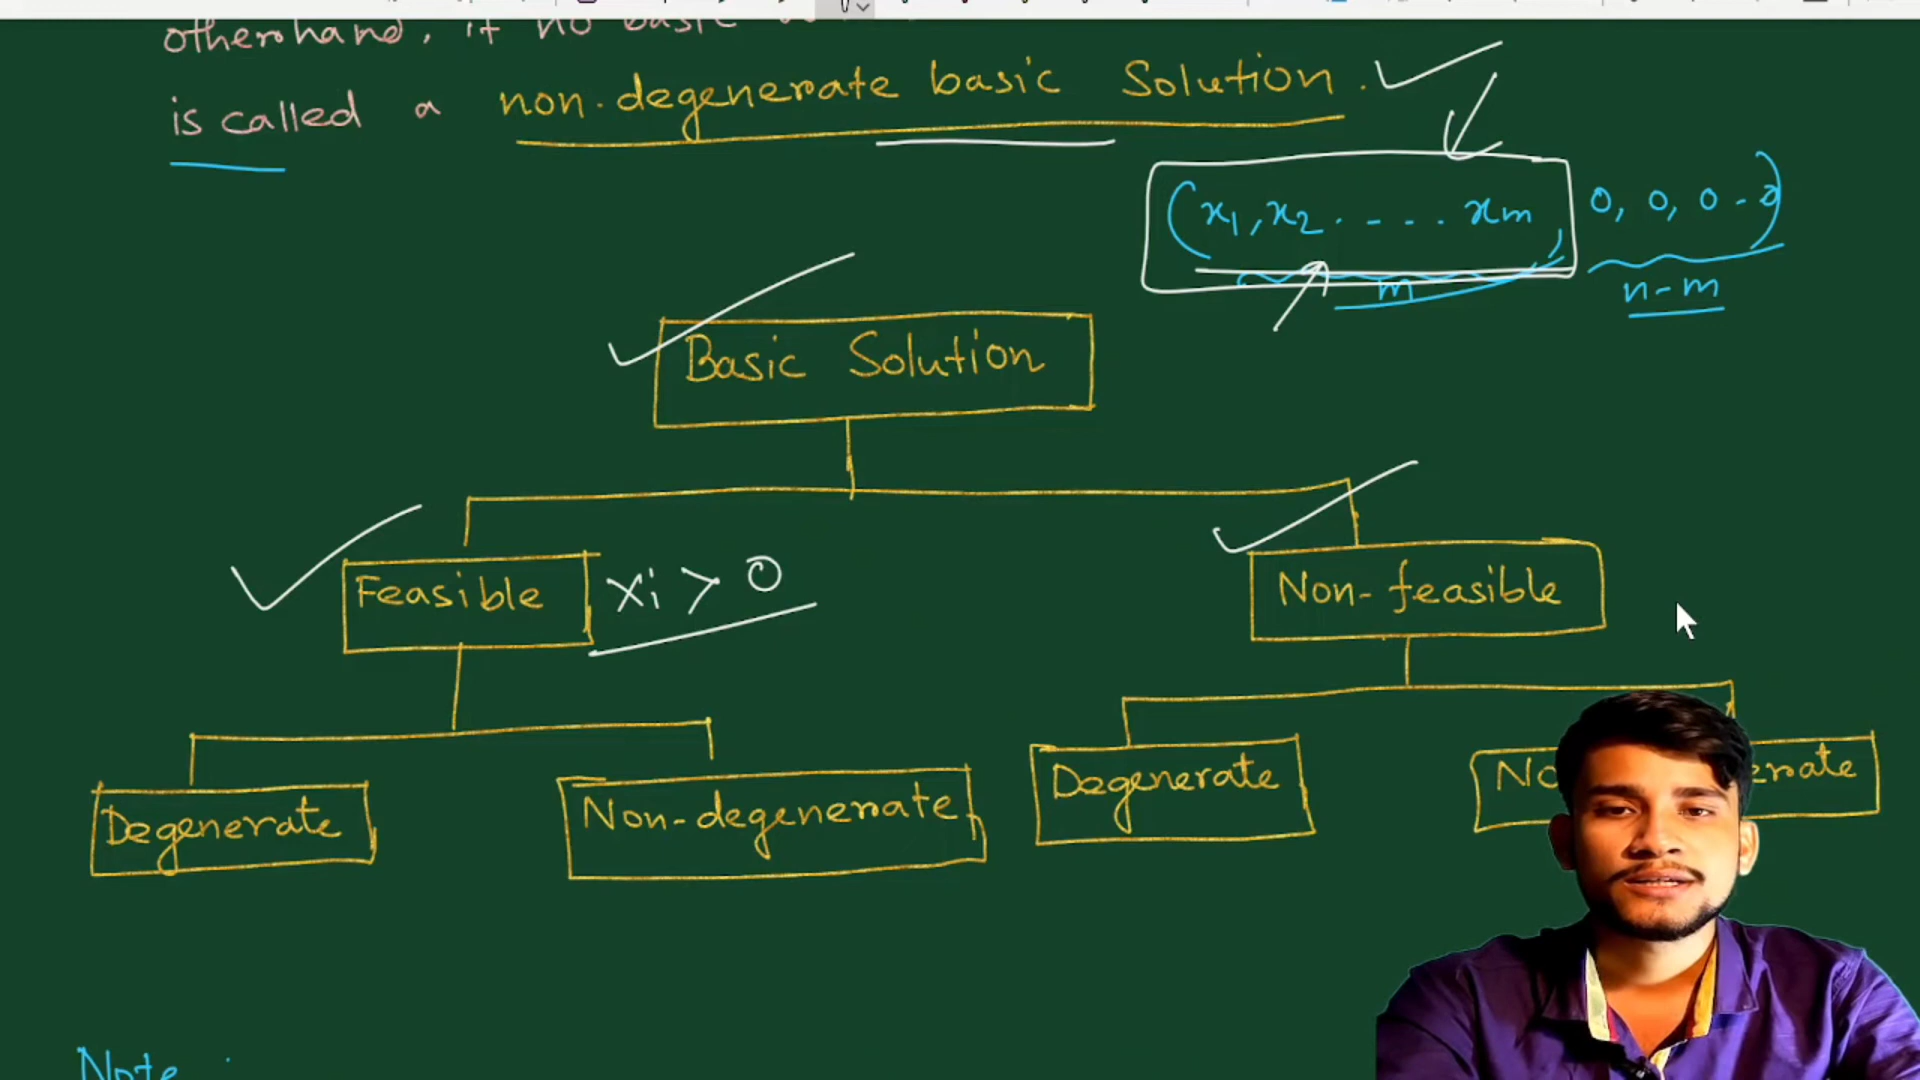 otherhand, if no basic
is called a non-degenerate basic Solution.
(x1, x2 . - - . xm, 0, 0, 0 - 0)
m n-m
Basic Solution
Feasible xi > 0 Non-feasible
Degenerate Non-degenerate Degenerate
Note :